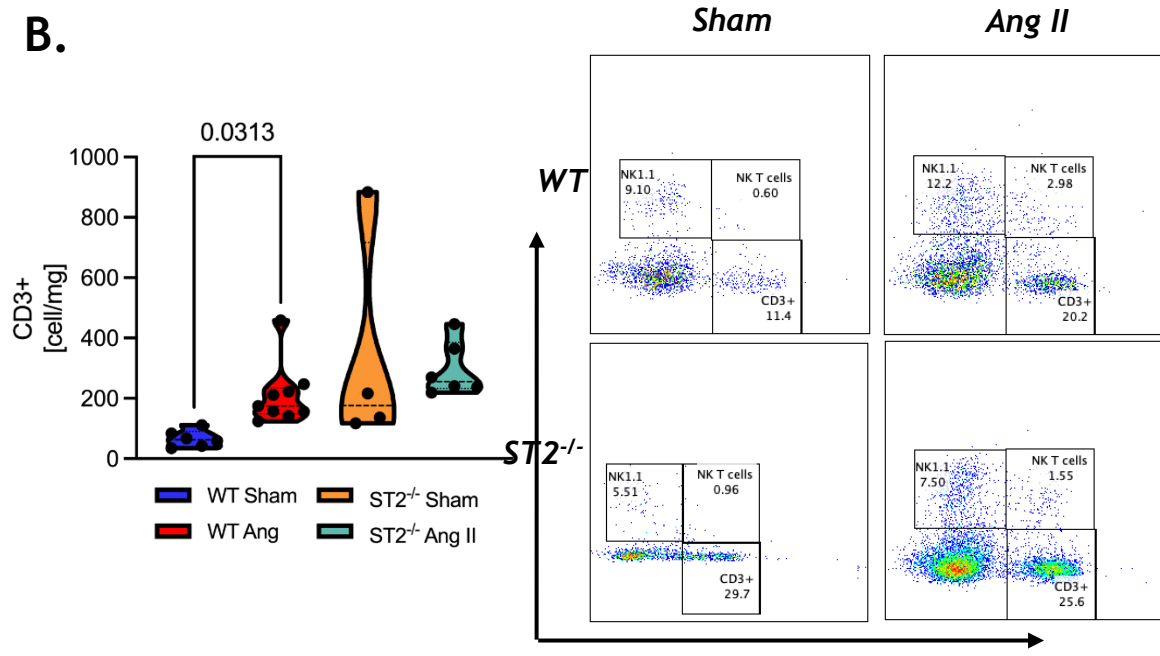 B.
Sham
Ang II
0.0313
CD3+
[cell/mg]
1000
800
600
400
200
0
WT Sham
ST2-/- Sham
WT Ang
ST2-/- Ang II
WT
NK1.1
9.10
NK T cells
0.60
CD3+
11.4
NK1.1
12.2
NK T cells
2.98
CD3+
20.2
ST2-/-
NK1.1
5.51
NK T cells
0.96
CD3+
29.7
NK1.1
7.50
NK T cells
1.55
CD3+
25.6